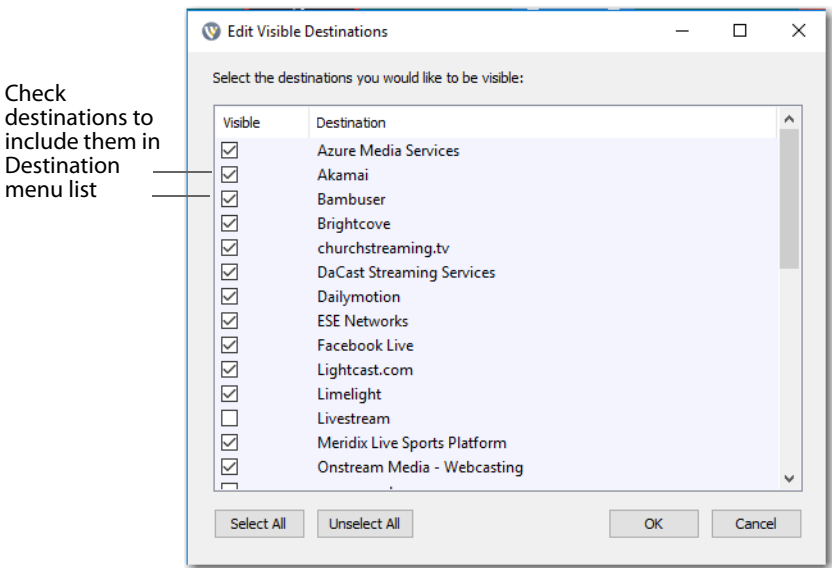 Edit Visible Destinations
Select the destinations you would like to be visible:
Check
destinations to
include them in
Destination
menu list
Visible Destination
Azure Media Services
Akamai
Bambuser
Brightcove
churchstreaming.tv
DaCast Streaming Services
Dailymotion
ESE Networks
Facebook Live
Lightcast.com
Limelight
Livestream
Meridix Live Sports Platform
Onstream Media - Webcasting
Select All Unselect All OK Cancel